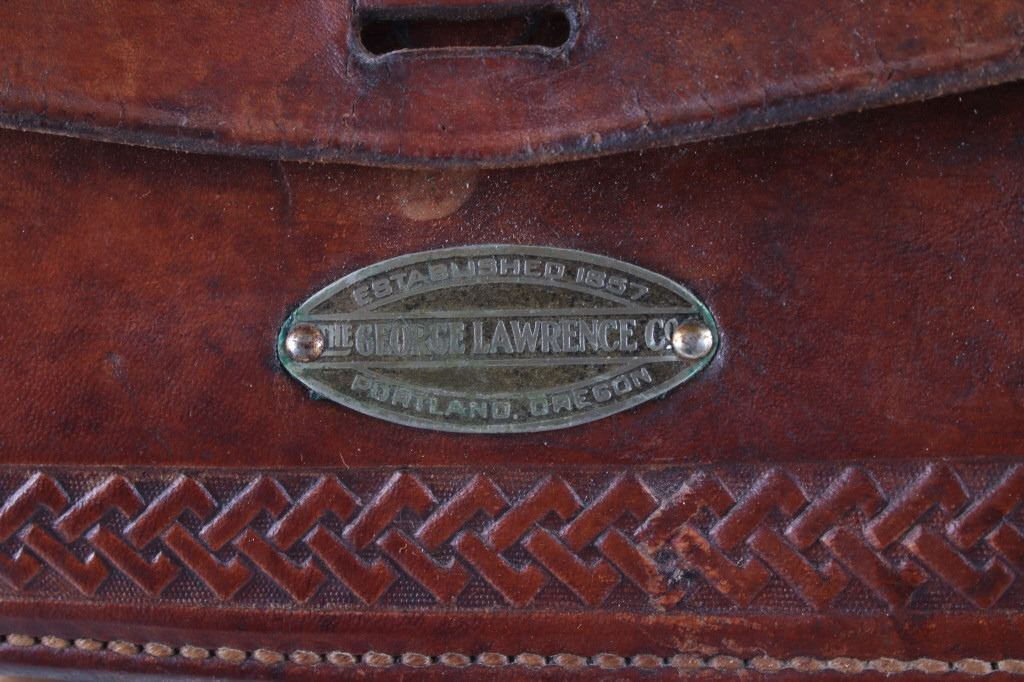 ESTABLISHED 1857
THE GEORGE LAWRENCE CO.
PORTLAND, OREGON